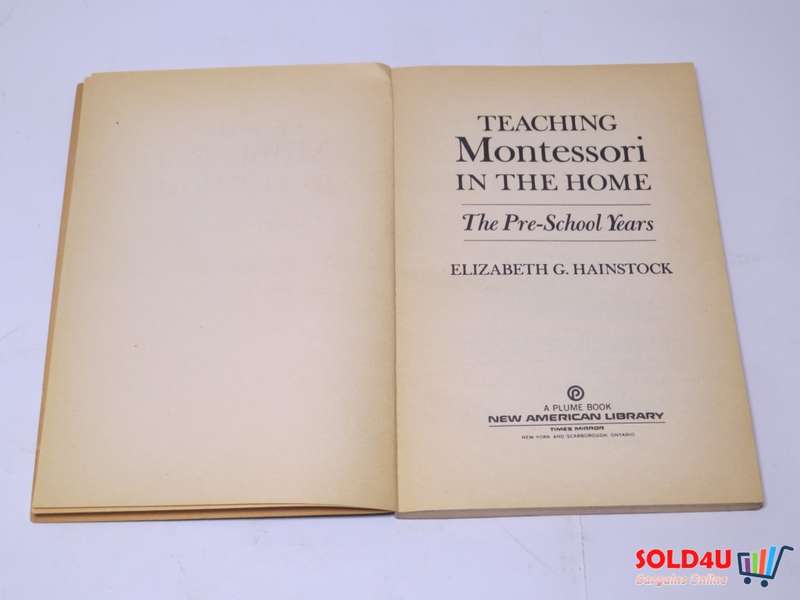 TEACHING
Montessori
IN THE HOME
The Pre-School Years
ELIZABETH G. HAINSTOCK
P
A PLUME BOOK
NEW AMERICAN LIBRARY
TIMES MIRROR
NEW YORK AND SCARBOROUGH, ONTARIO
SOLD4U
Bargains Online